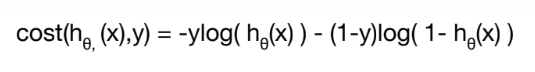 cost(hθ, (x),y) = -ylog( hθ(x) ) - (1-y)log( 1- hθ(x) )